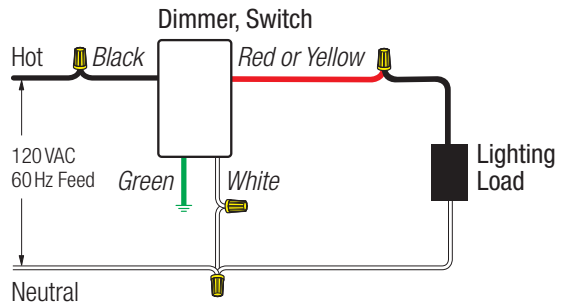 Dimmer, Switch
Hot
Black
Red or Yellow
120 VAC
60 Hz Feed
Green
White
Lighting
Load
Neutral